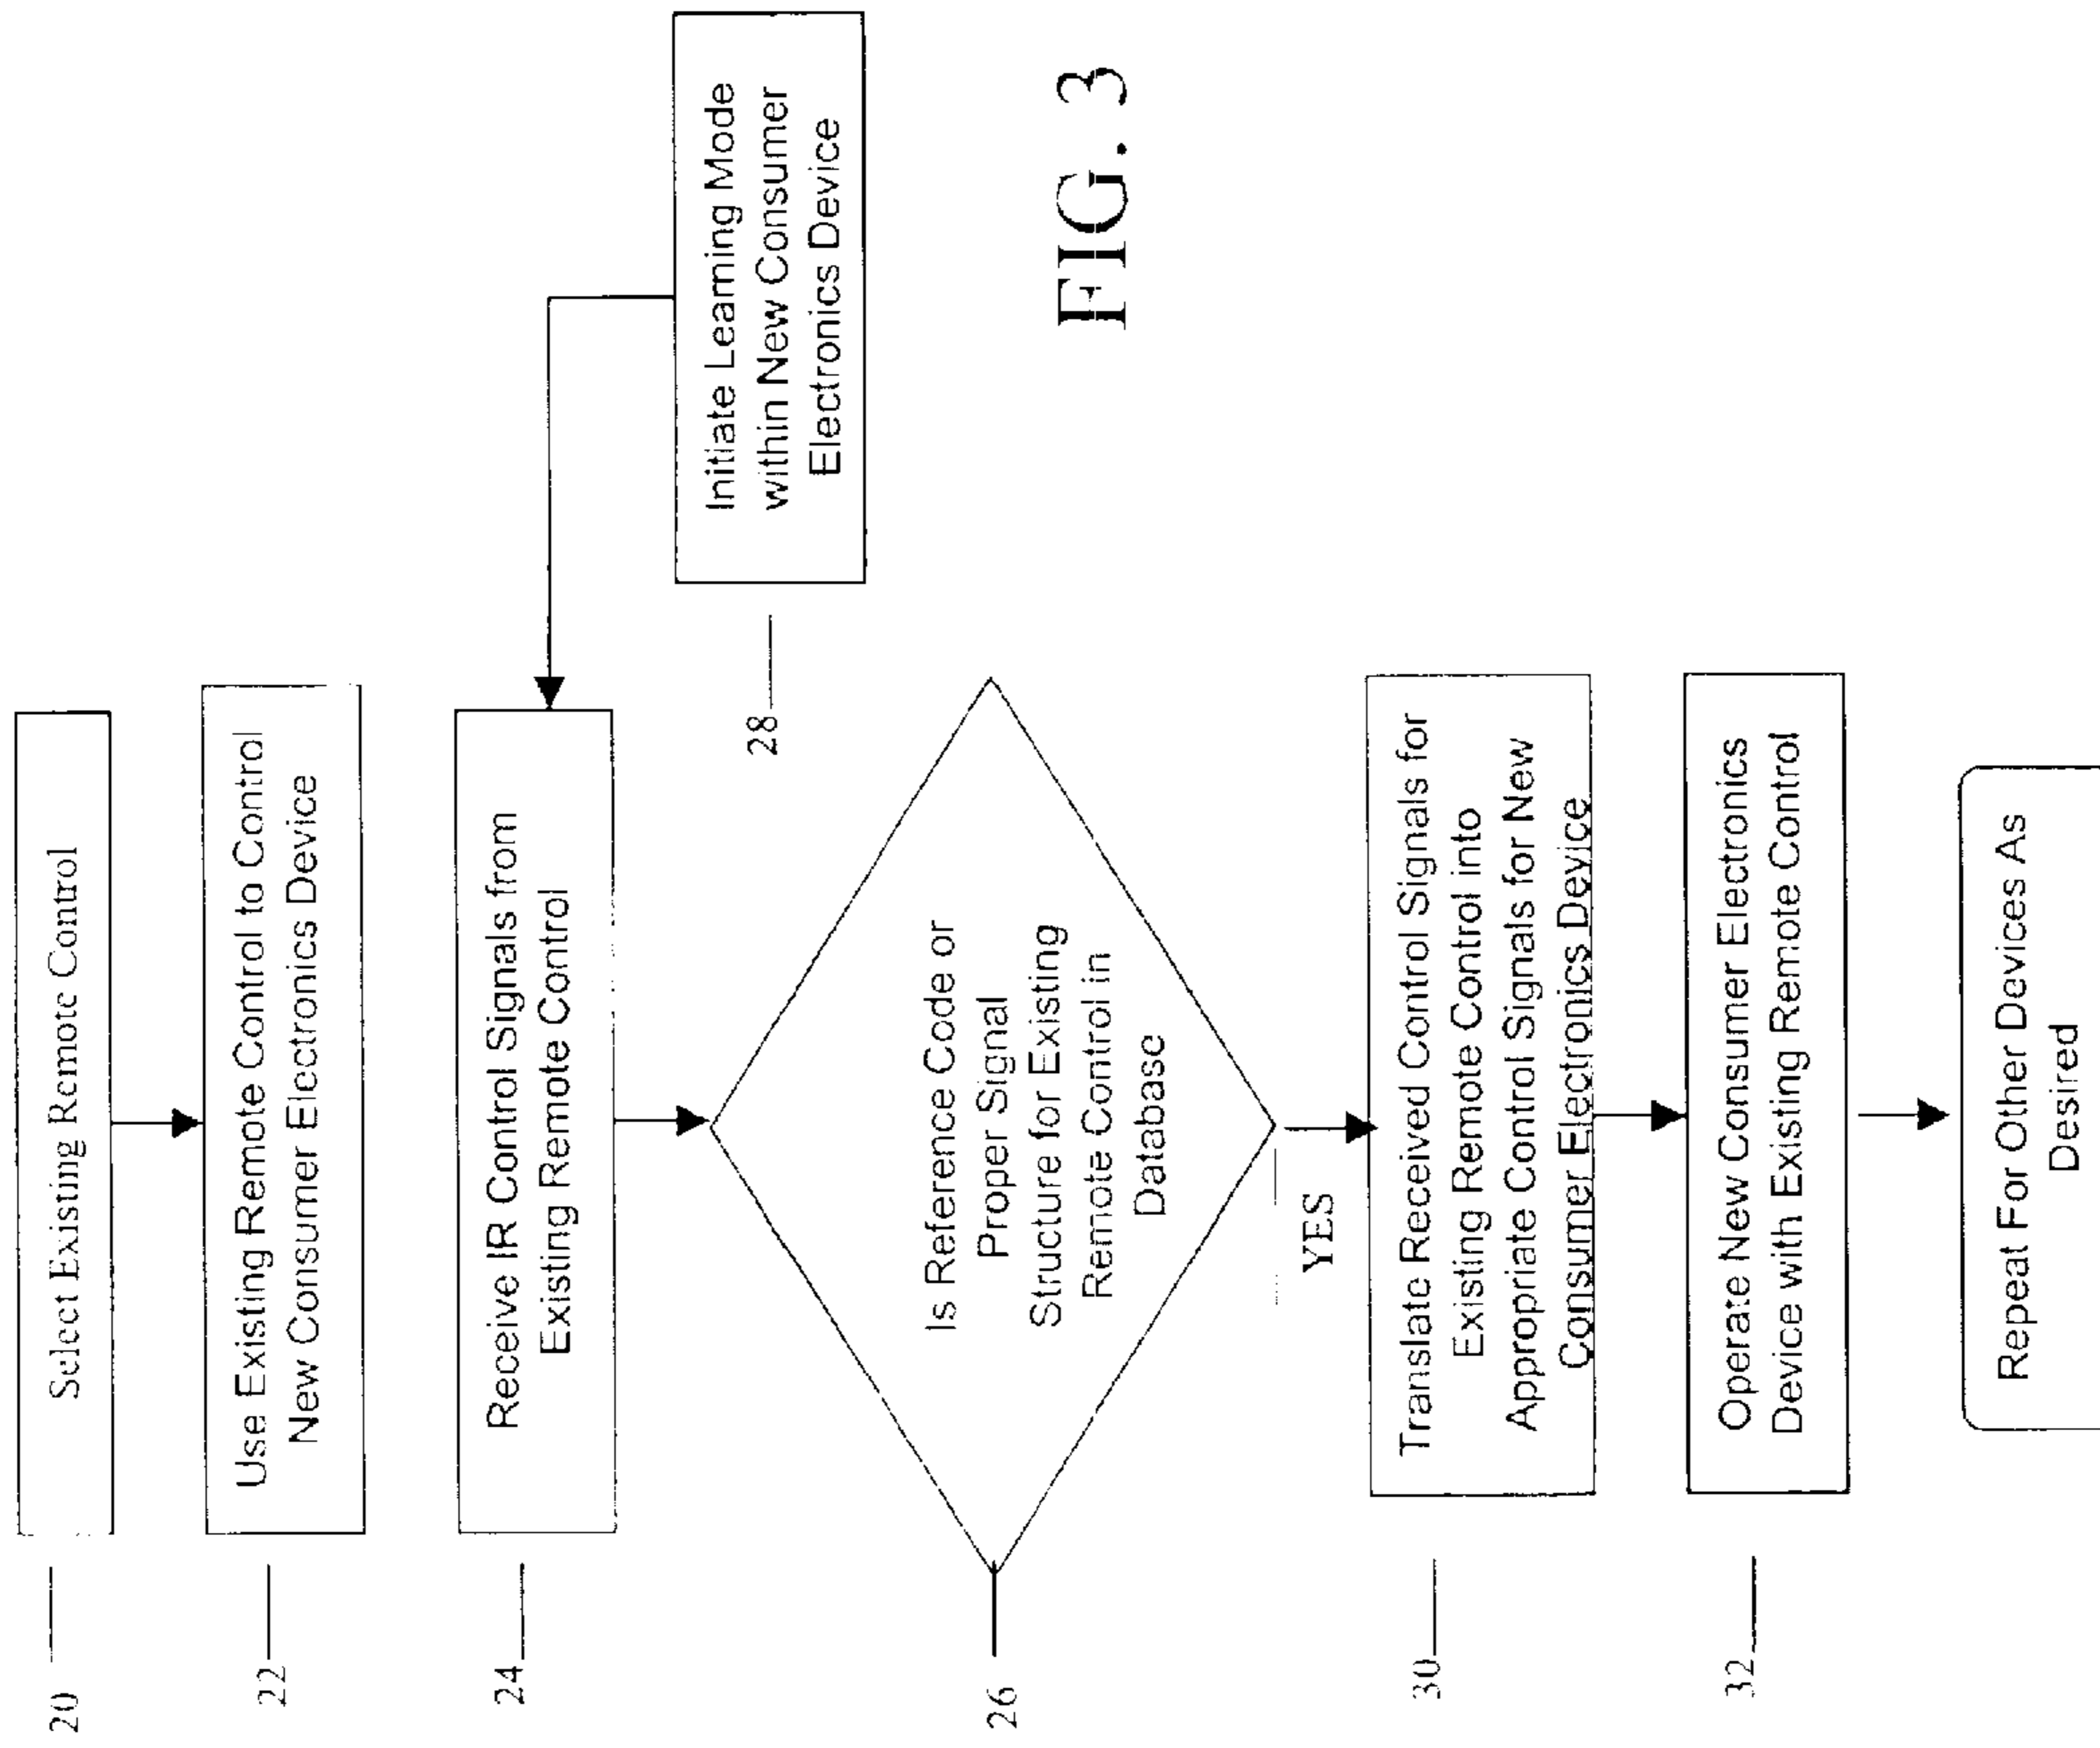 20
Select Existing Remote Control
22
Use Existing Remote Control to Control
New Consumer Electronics Device
24
Receive IR Control Signals from
Existing Remote Control
28
Initiate Learning Mode
within New Consumer
Electronics Device
26
Is Reference Code or
Proper Signal
Structure for Existing
Remote Control in
Database
YES
30
Translate Received Control Signals for
Existing Remote Control into
Appropriate Control Signals for New
Consumer Electronics Device
32
Operate New Consumer Electronics
Device with Existing Remote Control
Repeat For Other Devices As
Desired
FIG. 3